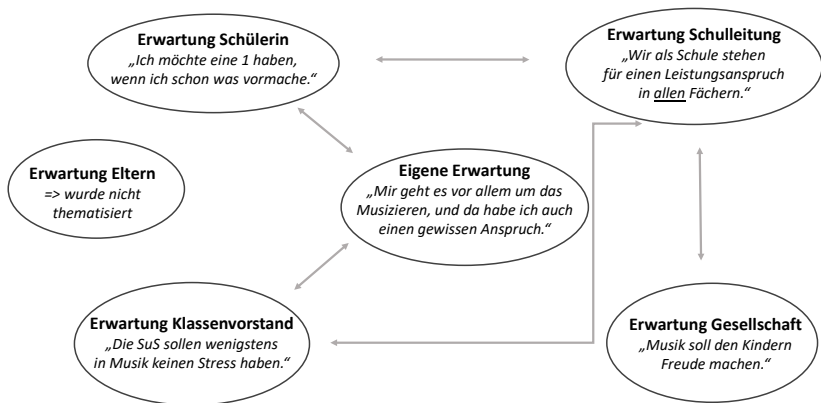 Erwartung Schülerin
„Ich möchte eine 1 haben,
wenn ich schon was vormache.“
Erwartung Schulleitung
„Wir als Schule stehen
für einen Leistungsanspruch
in allen Fächern.“
Erwartung Eltern
=> wurde nicht
thematisiert
Eigene Erwartung
„Mir geht es vor allem um das
Musizieren, und da habe ich auch
einen gewissen Anspruch.“
Erwartung Klassenvorstand
„Die SuS sollen wenigstens
in Musik keinen Stress haben.“
Erwartung Gesellschaft
„Musik soll den Kindern
Freude machen.“